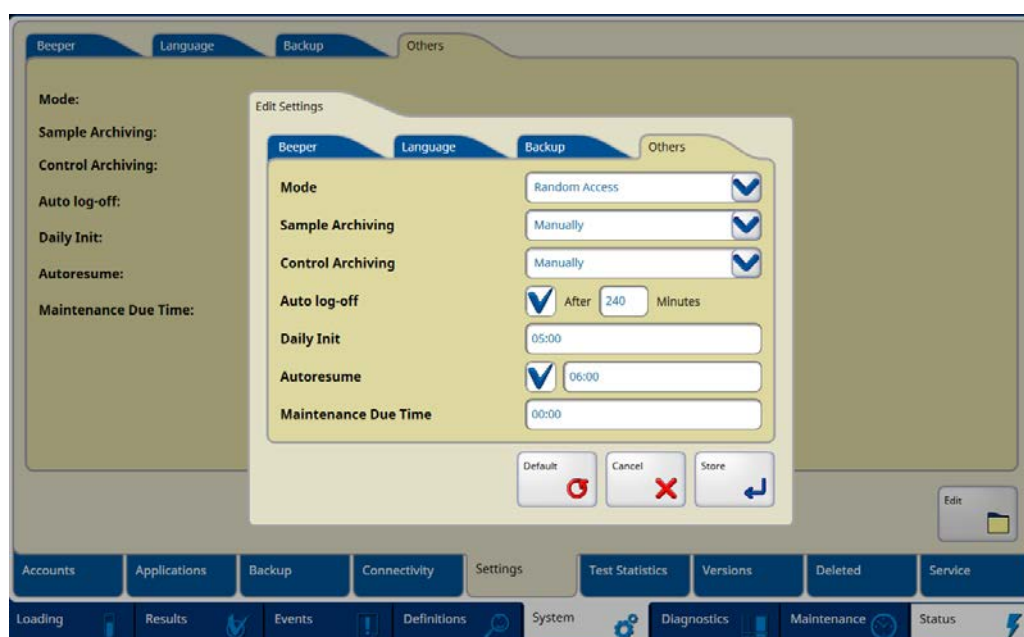 Beeper Language Backup Others
Mode:
Sample Archiving:
Control Archiving:
Auto log-off:
Daily Init:
Autoresume:
Maintenance Due Time:
Edit Settings
Beeper Language Backup Others
Mode Random Access
Sample Archiving Manually
Control Archiving Manually
Auto log-off After 240 Minutes
Daily Init 05:00
Autoresume 06:00
Maintenance Due Time 00:00
Default Cancel Store
Edit
Accounts Applications Backup Connectivity Settings Test Statistics Versions Deleted Service
Loading Results Events Definitions System Diagnostics Maintenance Status